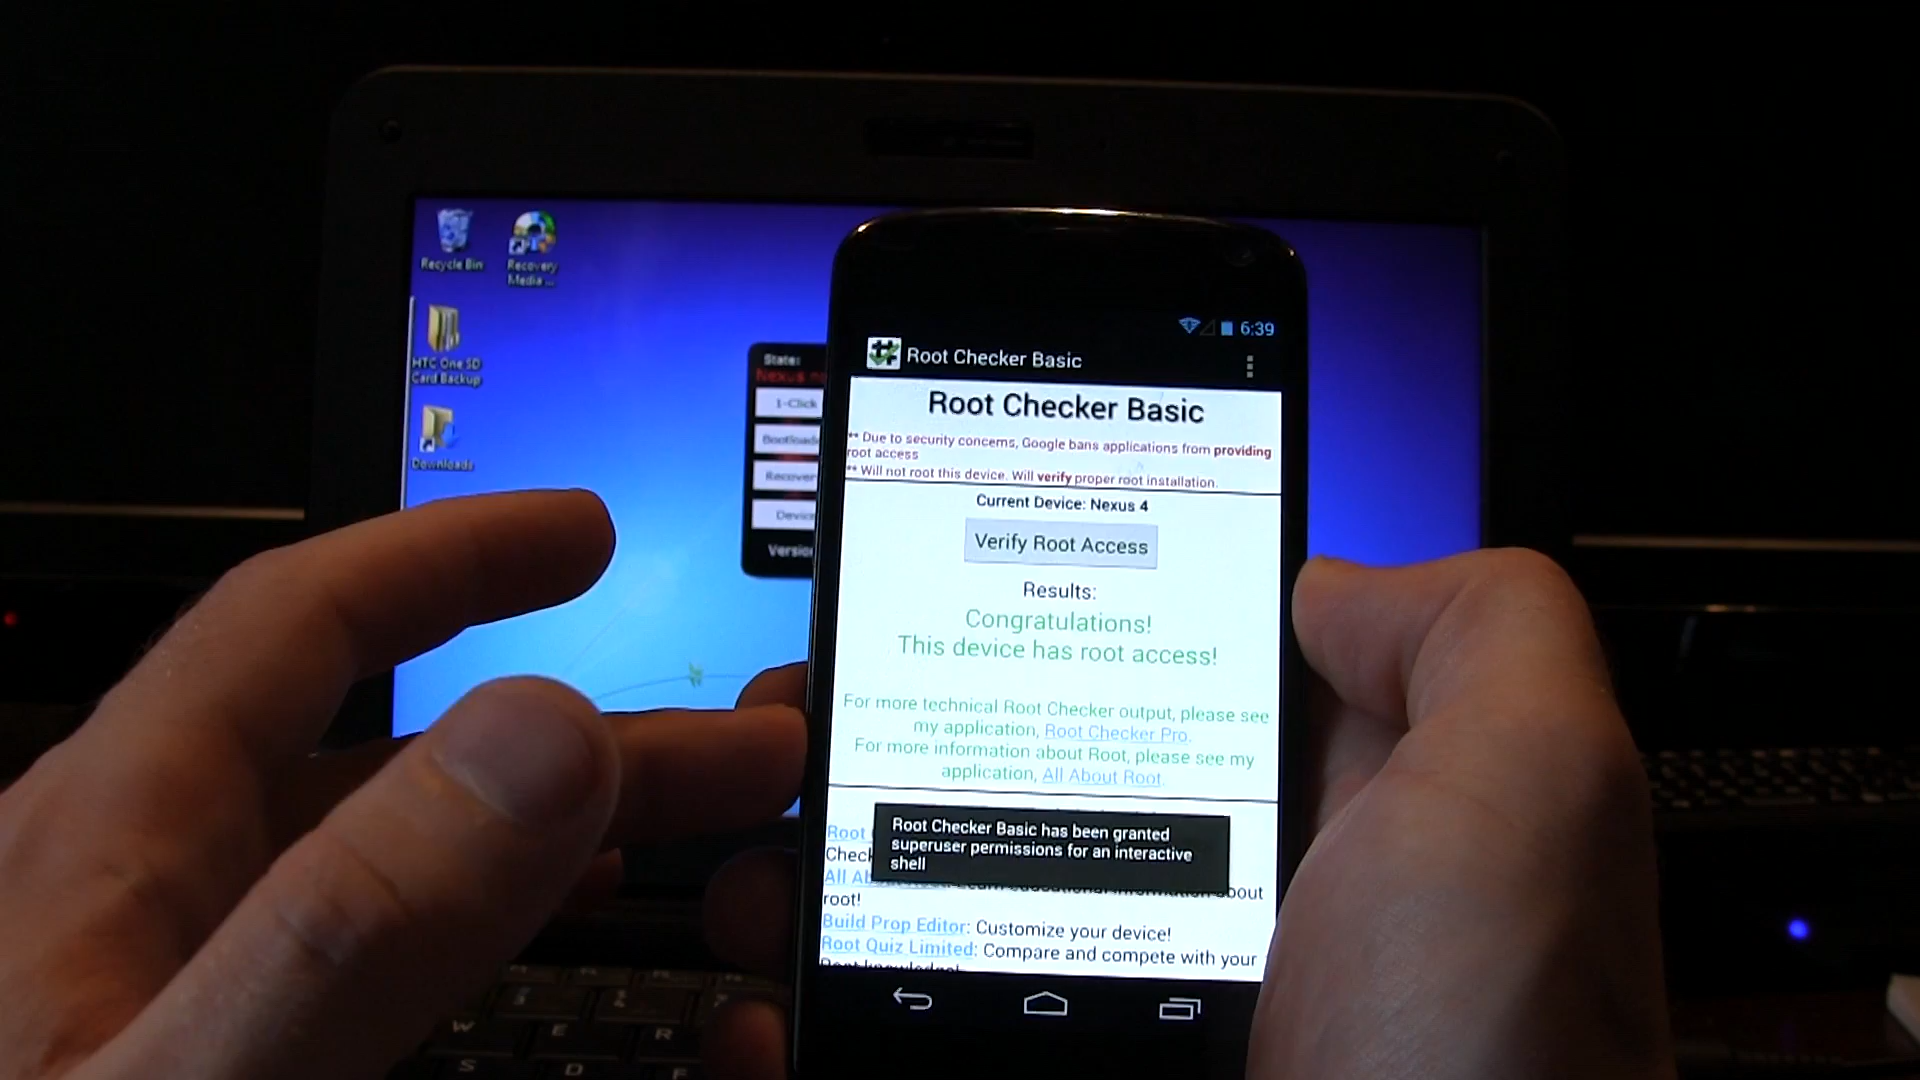 Recycle Bin
Recovery
Media ...
HTC One SD
Card Backup
Downloads
State:
Nexus
1-Click
6:39
Root Checker Basic
Root Checker Basic
** Due to security concerns, Google bans applications from providing
root access
** Will not root this device. Will verify proper root installation.
Current Device: Nexus 4
Verify Root Access
Results:
Congratulations!
This device has root access!
For more technical Root Checker output, please see
my application, Root Checker Pro.
For more information about Root, please see my
application, All About Root.
Root Checker Basic has been granted
superuser permissions for an interactive
shell
Root
Check
All
root!
Build Prop Editor: Customize your device!
Root Quiz Limited: Compare and compete with your
W E R
S D F